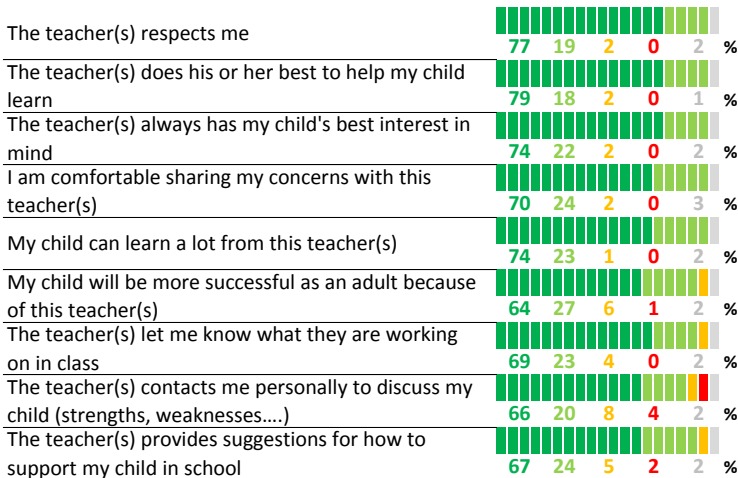 The teacher(s) respects me
77 19 2 0 2 %
The teacher(s) does his or her best to help my child
learn
79 18 2 0 1 %
The teacher(s) always has my child's best interest in
mind
74 22 2 0 2 %
I am comfortable sharing my concerns with this
teacher(s)
70 24 2 0 3 %
My child can learn a lot from this teacher(s)
74 23 1 0 2 %
My child will be more successful as an adult because
of this teacher(s)
64 27 6 1 2 %
The teacher(s) let me know what they are working
on in class
69 23 4 0 2 %
The teacher(s) contacts me personally to discuss my
child (strengths, weaknesses….)
66 20 8 4 2 %
The teacher(s) provides suggestions for how to
support my child in school
67 24 5 2 2 %